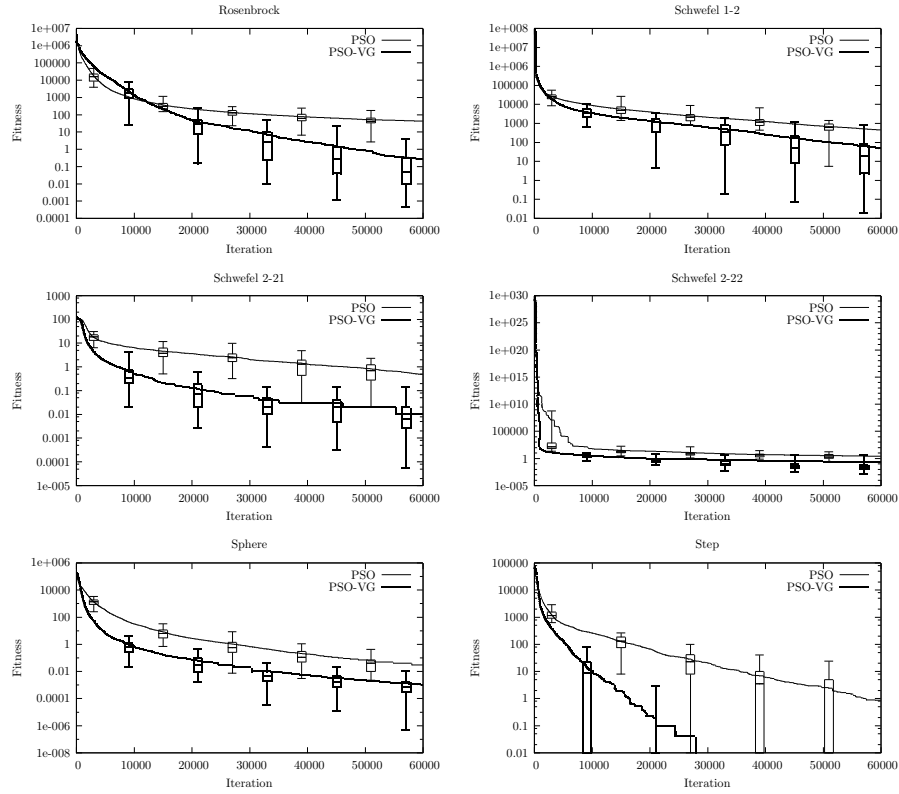 Rosenbrock
1e+007
1e+006
100000
10000
1000
100
10
1
0.1
0.01
0.001
0.0001
Fitness
PSO
PSO-VG
0 10000 20000 30000 40000 50000 60000
Iteration
Schwefel 1-2
1e+008
1e+007
1e+006
100000
10000
1000
100
10
1
0.1
0.01
Fitness
PSO
PSO-VG
0 10000 20000 30000 40000 50000 60000
Iteration
Schwefel 2-21
1000
100
10
1
0.1
0.01
0.001
0.0001
1e-005
Fitness
PSO
PSO-VG
0 10000 20000 30000 40000 50000 60000
Iteration
Schwefel 2-22
1e+030
1e+025
1e+020
1e+015
1e+010
100000
1
1e-005
Fitness
PSO
PSO-VG
0 10000 20000 30000 40000 50000 60000
Iteration
Sphere
1e+006
10000
100
1
0.01
0.0001
1e-006
1e-008
Fitness
PSO
PSO-VG
0 10000 20000 30000 40000 50000 60000
Iteration
Step
100000
10000
1000
100
10
1
0.1
0.01
Fitness
PSO
PSO-VG
0 10000 20000 30000 40000 50000 60000
Iteration